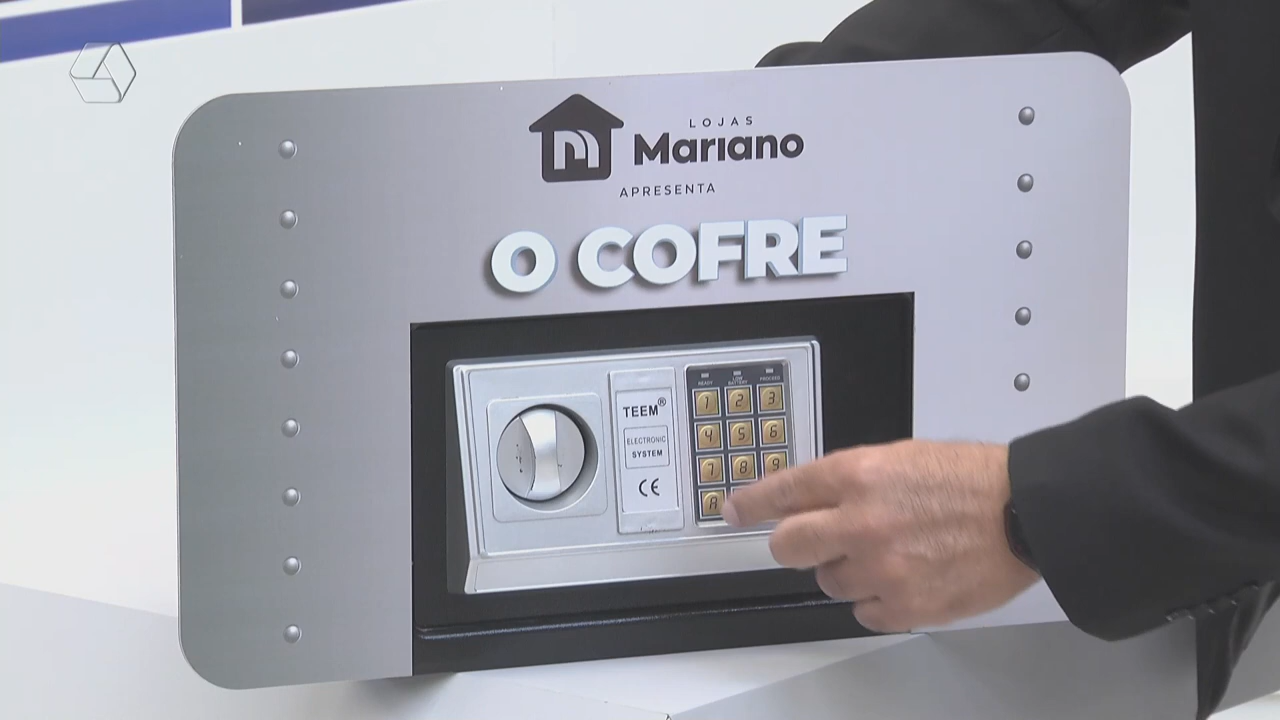 LOJAS
Mariano
APRESENTA
O COFRE
READY
LOW BATTERY
PROCEED
TEEM®
ELECTRONIC
SYSTEM
CE
1 2 3
4 5 6
7 8 9
A